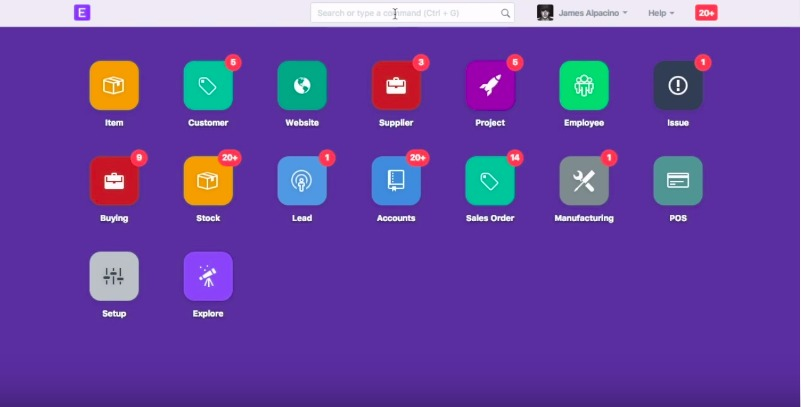 E Search or type a command (Ctrl + G) James Alpacino Help 20+
5 3 5 1
Item Customer Website Supplier Project Employee Issue
9 20+ 1 20+ 14 1
Buying Stock Lead Accounts Sales Order Manufacturing POS
Setup Explore